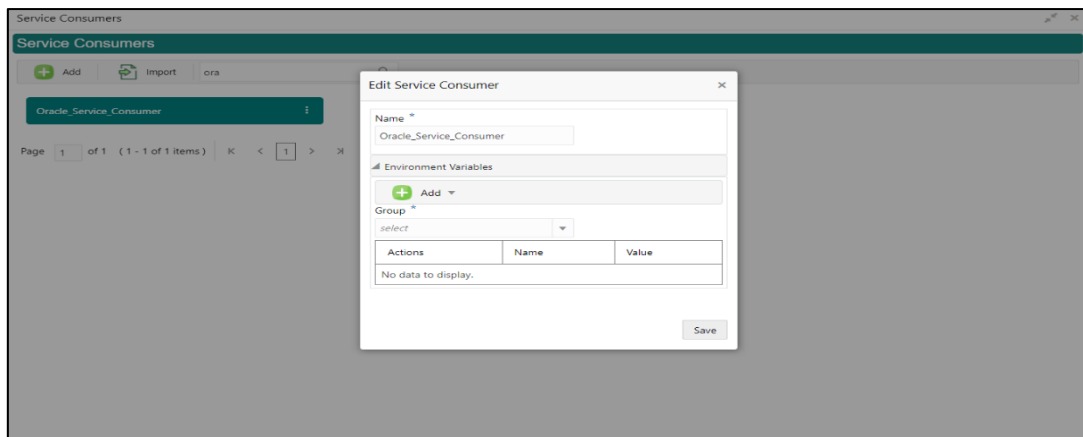 Service Consumers
Service Consumers
Add Import ora
Oracle_Service_Consumer
Page 1 of 1 (1 - 1 of 1 items) K < 1 > Ж
Edit Service Consumer ×
Name *
Oracle_Service_Consumer
Environment Variables
Add
Group *
select
Actions Name Value
No data to display.
Save